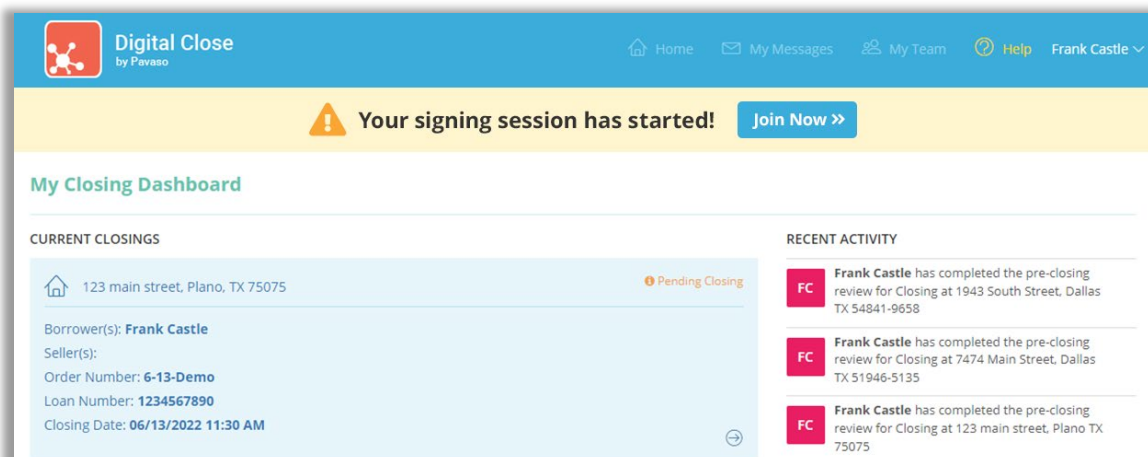 Digital Close
by Pavaso
Home My Messages My Team Help Frank Castle
Your signing session has started! Join Now »
My Closing Dashboard
CURRENT CLOSINGS
123 main street, Plano, TX 75075
Pending Closing
Borrower(s): Frank Castle
Seller(s):
Order Number: 6-13-Demo
Loan Number: 1234567890
Closing Date: 06/13/2022 11:30 AM
RECENT ACTIVITY
FC
Frank Castle has completed the pre-closing
review for Closing at 1943 South Street, Dallas
TX 54841-9658
FC
Frank Castle has completed the pre-closing
review for Closing at 7474 Main Street, Dallas
TX 51946-5135
FC
Frank Castle has completed the pre-closing
review for Closing at 123 main street, Plano TX
75075